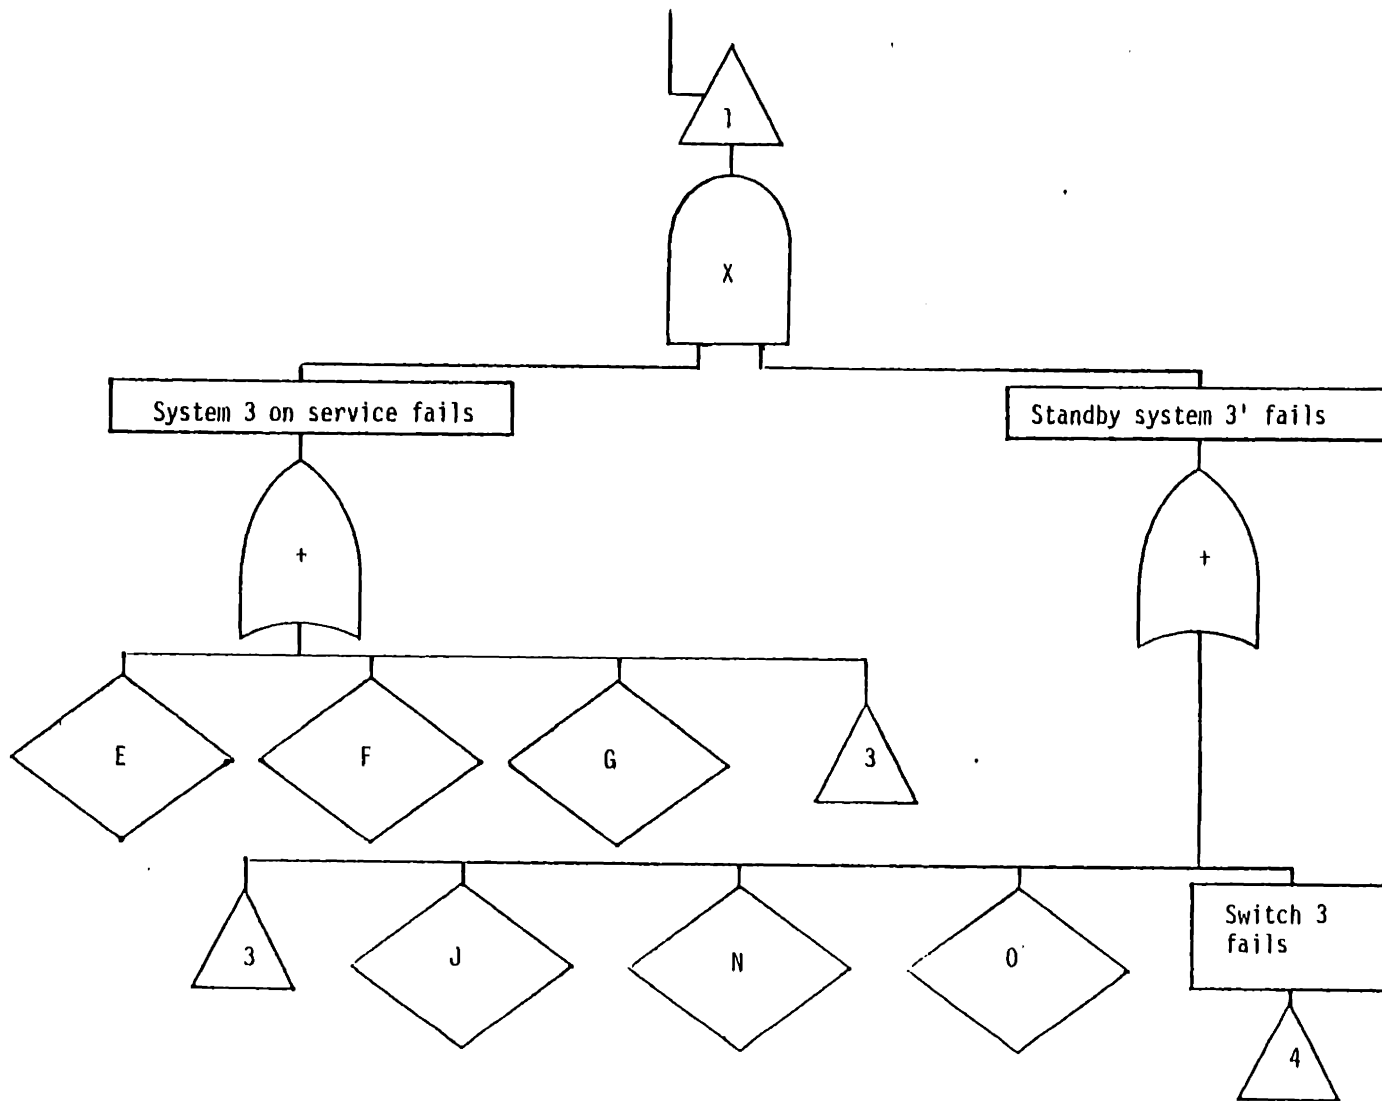 1
X
System 3 on service fails
Standby system 3' fails
+
+
E
F
G
3
3
J
N
O
Switch 3
fails
4